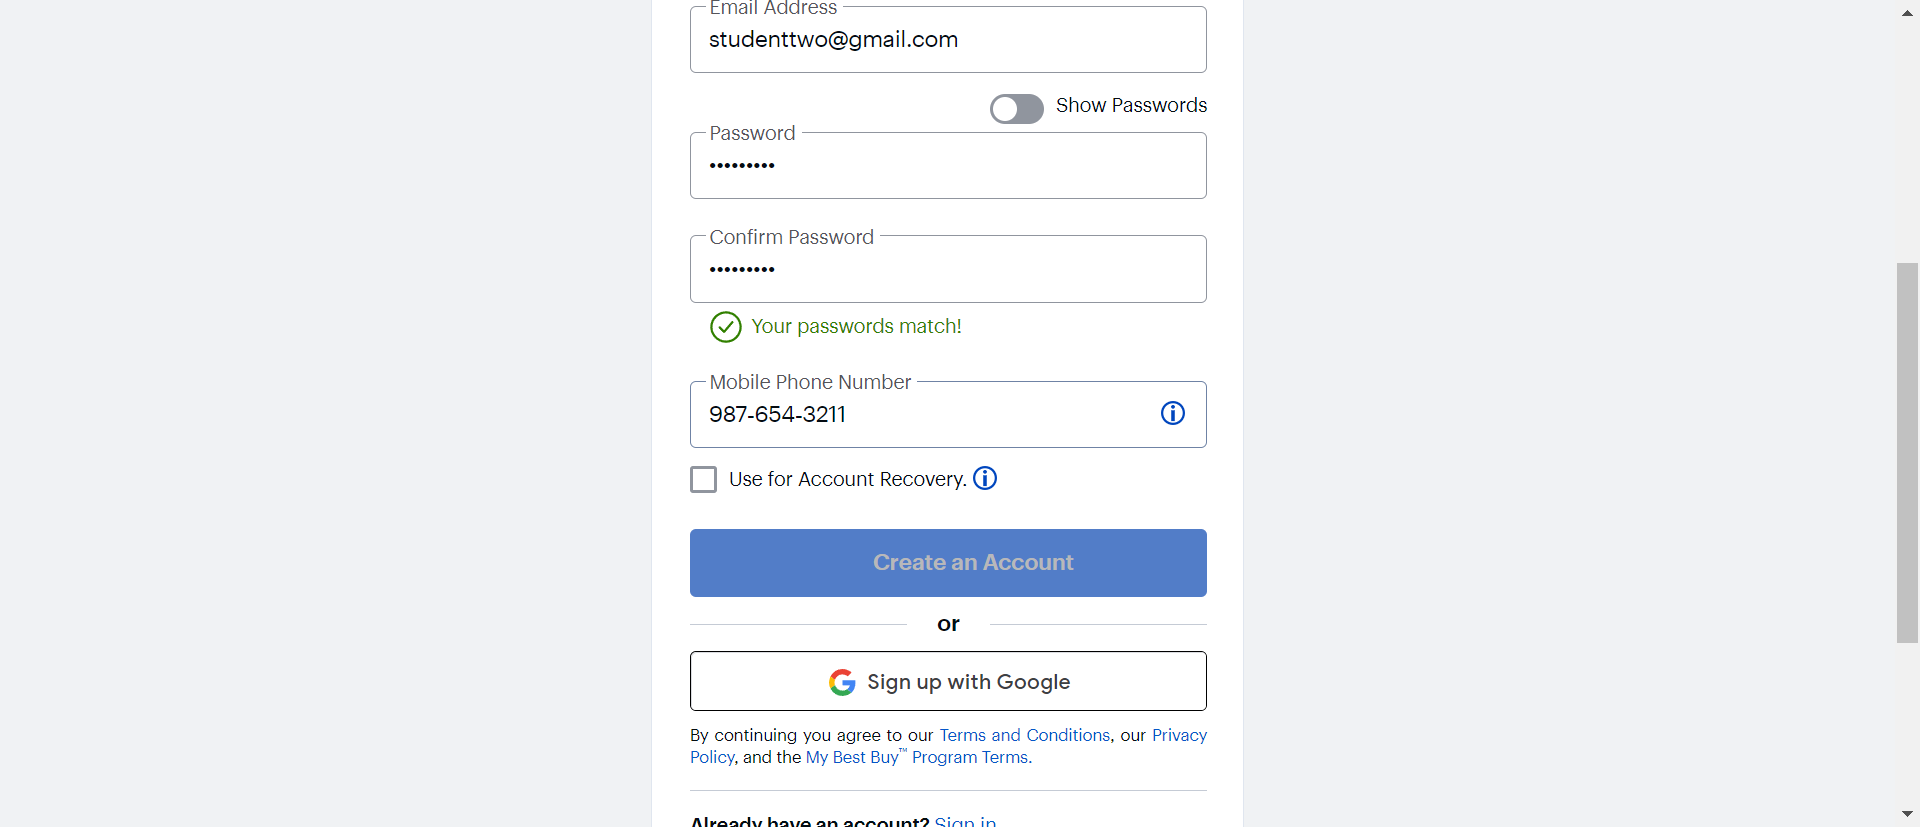 Email Address
studenttwo@gmail.com
Show Passwords
Password
•••••••••
Confirm Password
•••••••••
Your passwords match!
Mobile Phone Number
987-654-3211
Use for Account Recovery.
Create an Account
or
Sign up with Google
By continuing you agree to our Terms and Conditions, our Privacy
Policy, and the My Best Buy™ Program Terms.
Already have an account? Sign in